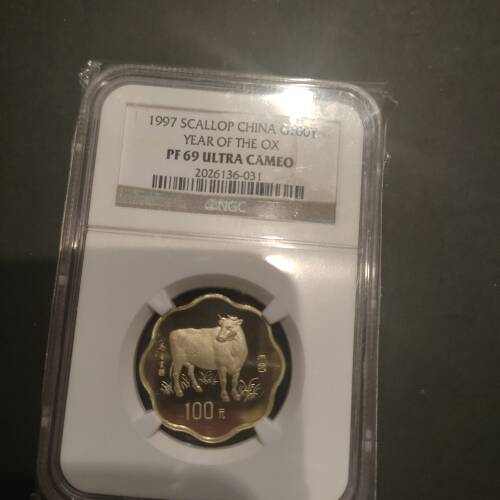 1997 SCALLOP CHINA G100Y
YEAR OF THE OX
PF 69 ULTRA CAMEO
2026136-031
NGC
100元